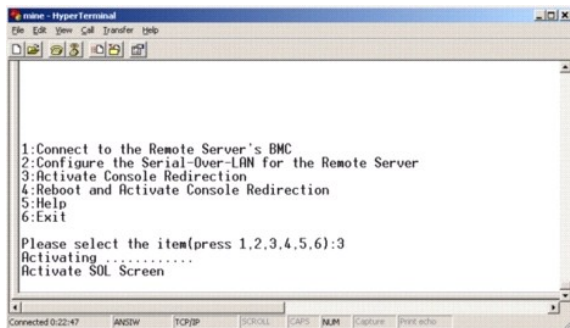 mine - HyperTerminal
File Edit View Call Transfer Help
1:Connect to the Remote Server's BMC
2:Configure the Serial-Over-LAN for the Remote Server
3:Activate Console Redirection
4:Reboot and Activate Console Redirection
5:Help
6:Exit
Please select the item(press 1,2,3,4,5,6):3
Activating ............
Activate SOL Screen
Connected 0:22:47 ANSIW TCP/IP SCROLL CAPS NUM Capture Print echo